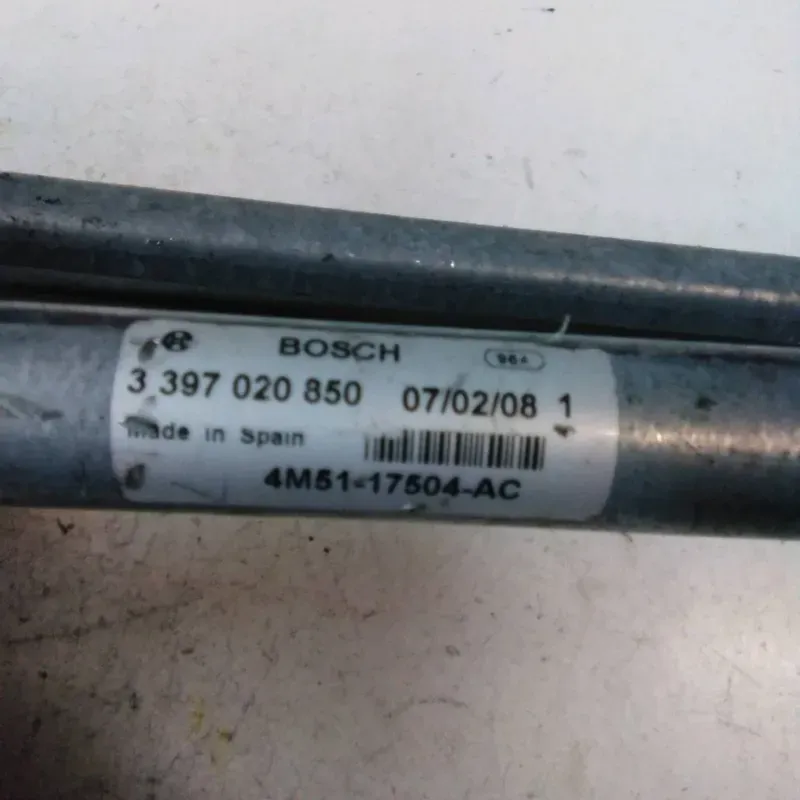 BOSCH
3 397 020 850 07/02/08 1
Made in Spain
4M51-17504-AC